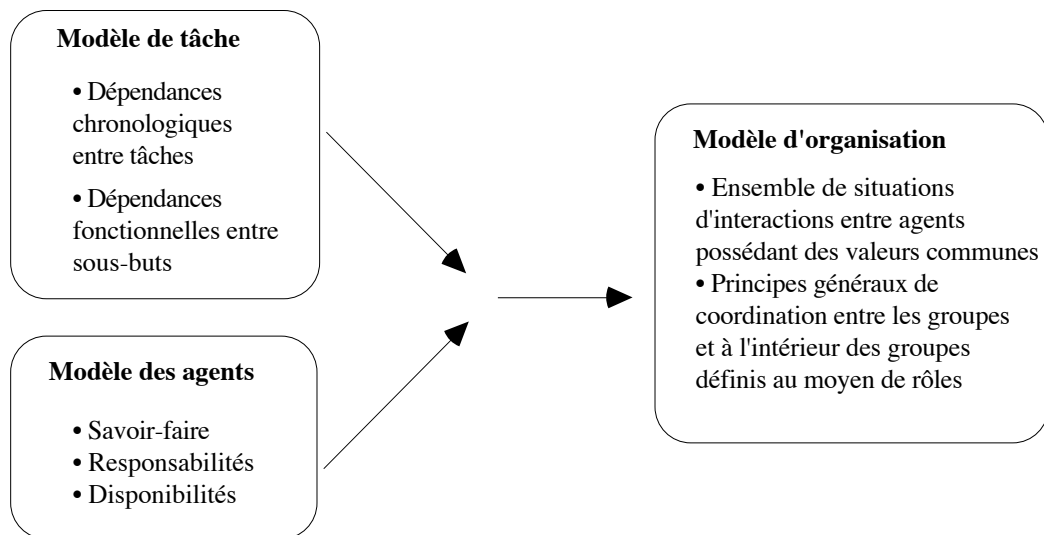 Modèle de tâche
• Dépendances
chronologiques
entre tâches
• Dépendances
fonctionnelles entre
sous-buts
Modèle des agents
• Savoir-faire
• Responsabilités
• Disponibilités
Modèle d'organisation
• Ensemble de situations
d'interactions entre agents
possédant des valeurs communes
• Principes généraux de
coordination entre les groupes
et à l'intérieur des groupes
définis au moyen de rôles